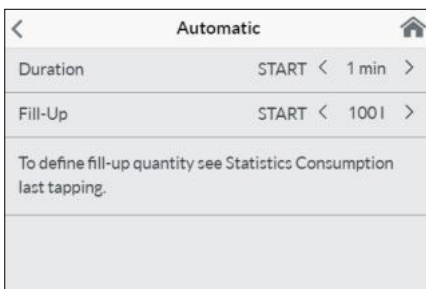 Automatic
Duration START < 1 min >
Fill-Up START < 100 l >
To define fill-up quantity see Statistics Consumption
last tapping.